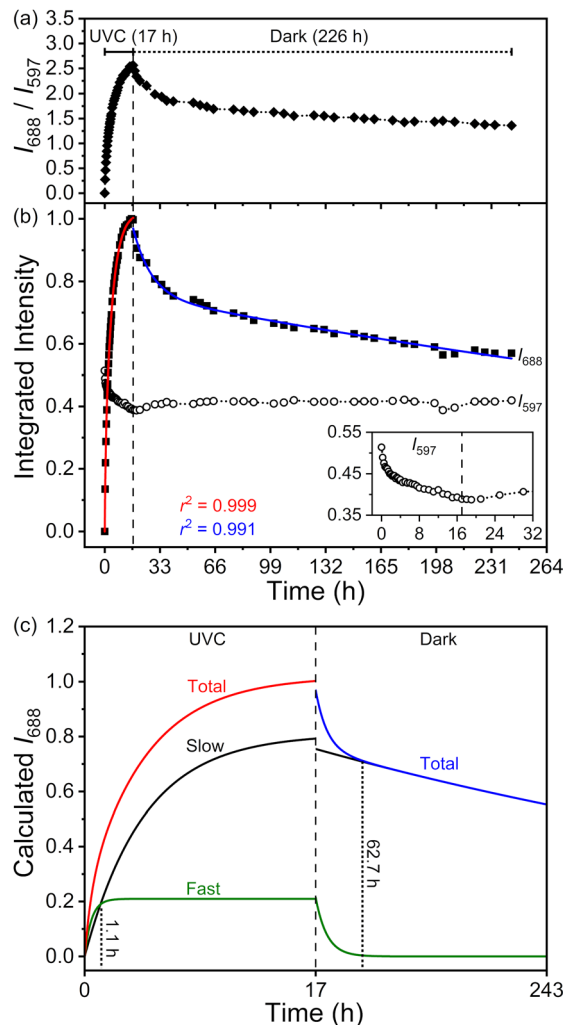 (a)
UVC (17 h)
Dark (226 h)
3.5
3.0
2.5
2.0
1.5
1.0
0.5
0.0
I688 / I597
(b)
1.0
0.8
0.6
0.4
0.2
0.0
Integrated Intensity
I688
I597
I597
0.55
0.45
0.35
0 8 16 24 32
r² = 0.999
r² = 0.991
0 33 66 99 132 165 198 231 264
Time (h)
(c)
1.2
1.0
0.8
0.6
0.4
0.2
0.0
Calculated I688
UVC
Dark
Total
Slow
Total
Fast
1.1 h
62.7 h
0 17 243
Time (h)